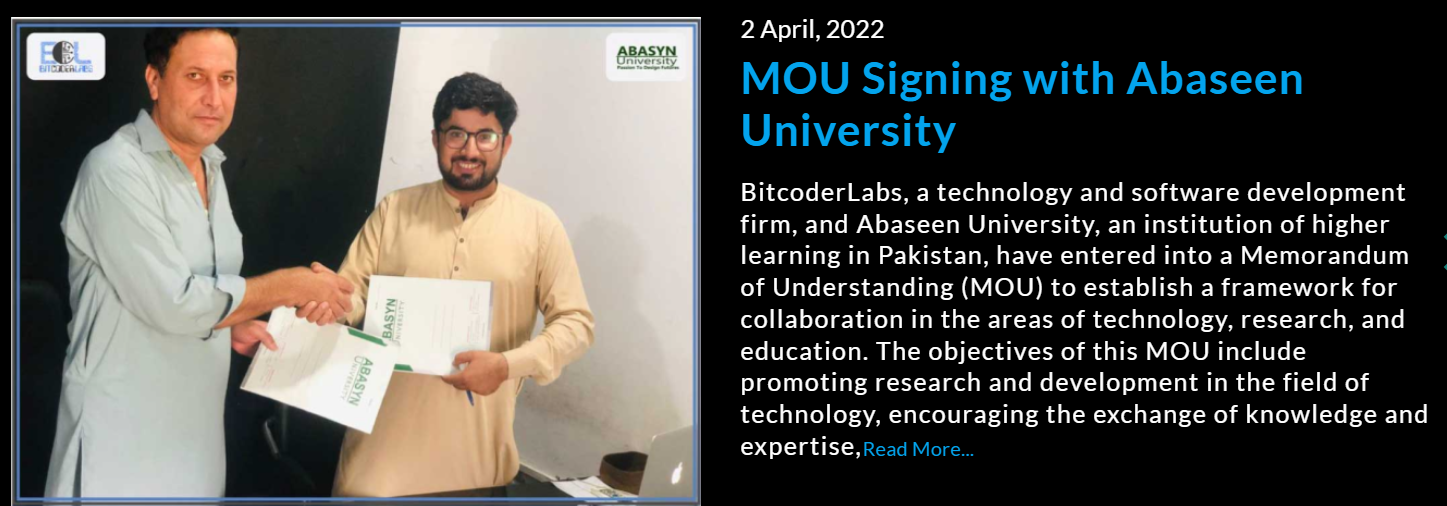 BITCODERLABS
ABASYN
University
Passion To Design Futures
BASYN
UNIVERSITY
ABASYN
UNIVERSITY
2 April, 2022
MOU Signing with Abaseen
University
BitcoderLabs, a technology and software development
firm, and Abaseen University, an institution of higher
learning in Pakistan, have entered into a Memorandum
of Understanding (MOU) to establish a framework for
collaboration in the areas of technology, research, and
education. The objectives of this MOU include
promoting research and development in the field of
technology, encouraging the exchange of knowledge and
expertise,Read More...